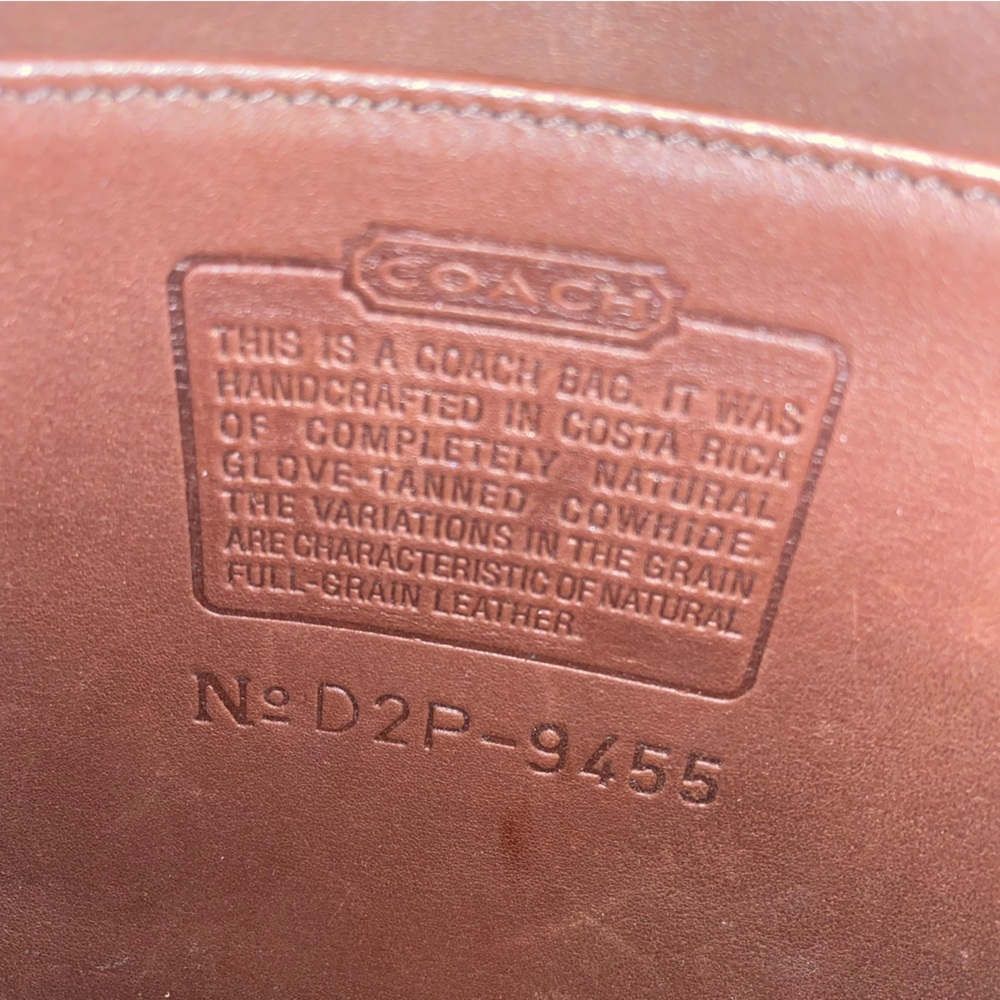 COACH
THIS IS A COACH BAG. IT WAS
HANDCRAFTED IN COSTA RICA
OF COMPLETELY NATURAL
GLOVE-TANNED COWHIDE.
THE VARIATIONS IN THE GRAIN
ARE CHARACTERISTIC OF NATURAL
FULL-GRAIN LEATHER.
Nº D2P-9455